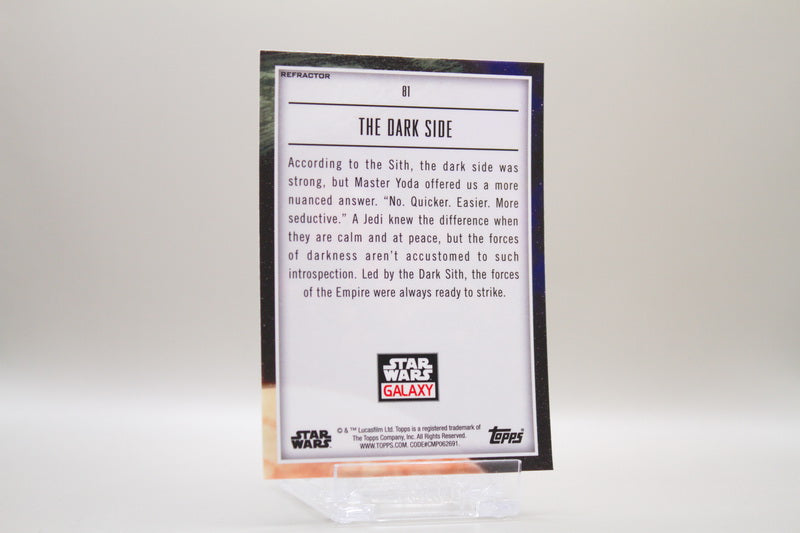 REFRACTOR
81
THE DARK SIDE
According to the Sith, the dark side was
strong, but Master Yoda offered us a more
nuanced answer. “No. Quicker. Easier. More
seductive.” A Jedi knew the difference when
they are calm and at peace, but the forces
of darkness aren’t accustomed to such
introspection. Led by the Dark Sith, the forces
of the Empire were always ready to strike.
STAR
WARS
GALAXY
STAR
WARS
© & ™ Lucasfilm Ltd. Topps is a registered trademark of
The Topps Company, Inc. All Rights Reserved.
WWW.TOPPS.COM. CODE#CMP062691.
Topps